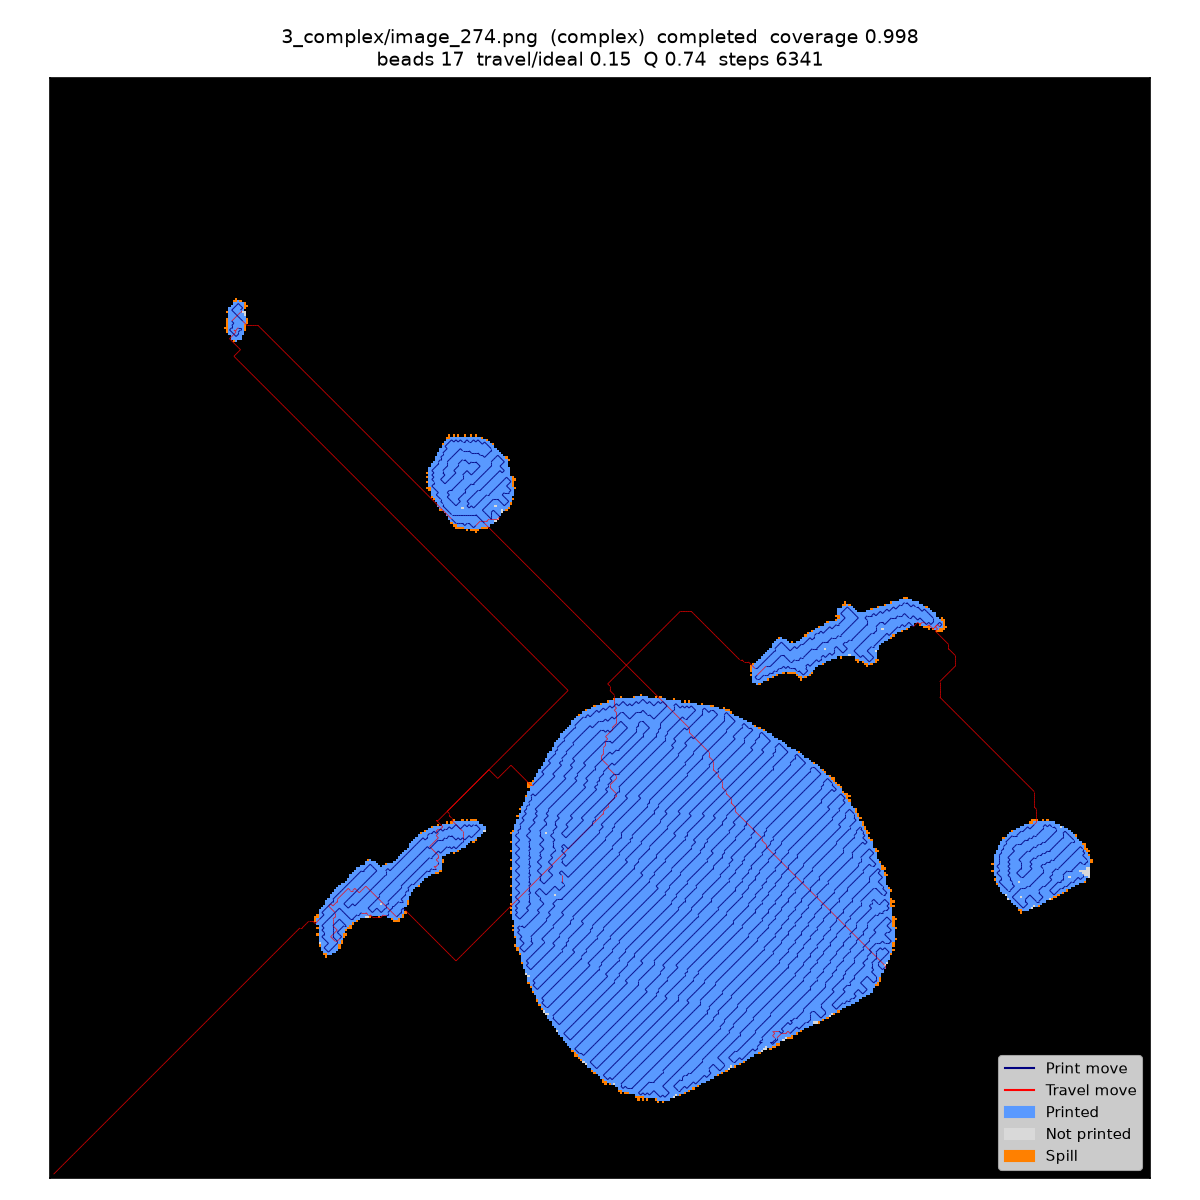 3_complex/image_274.png  (complex)  completed  coverage 0.998
beads 17  travel/ideal 0.15  Q 0.74  steps 6341
Print move
Travel move
Printed
Not printed
Spill